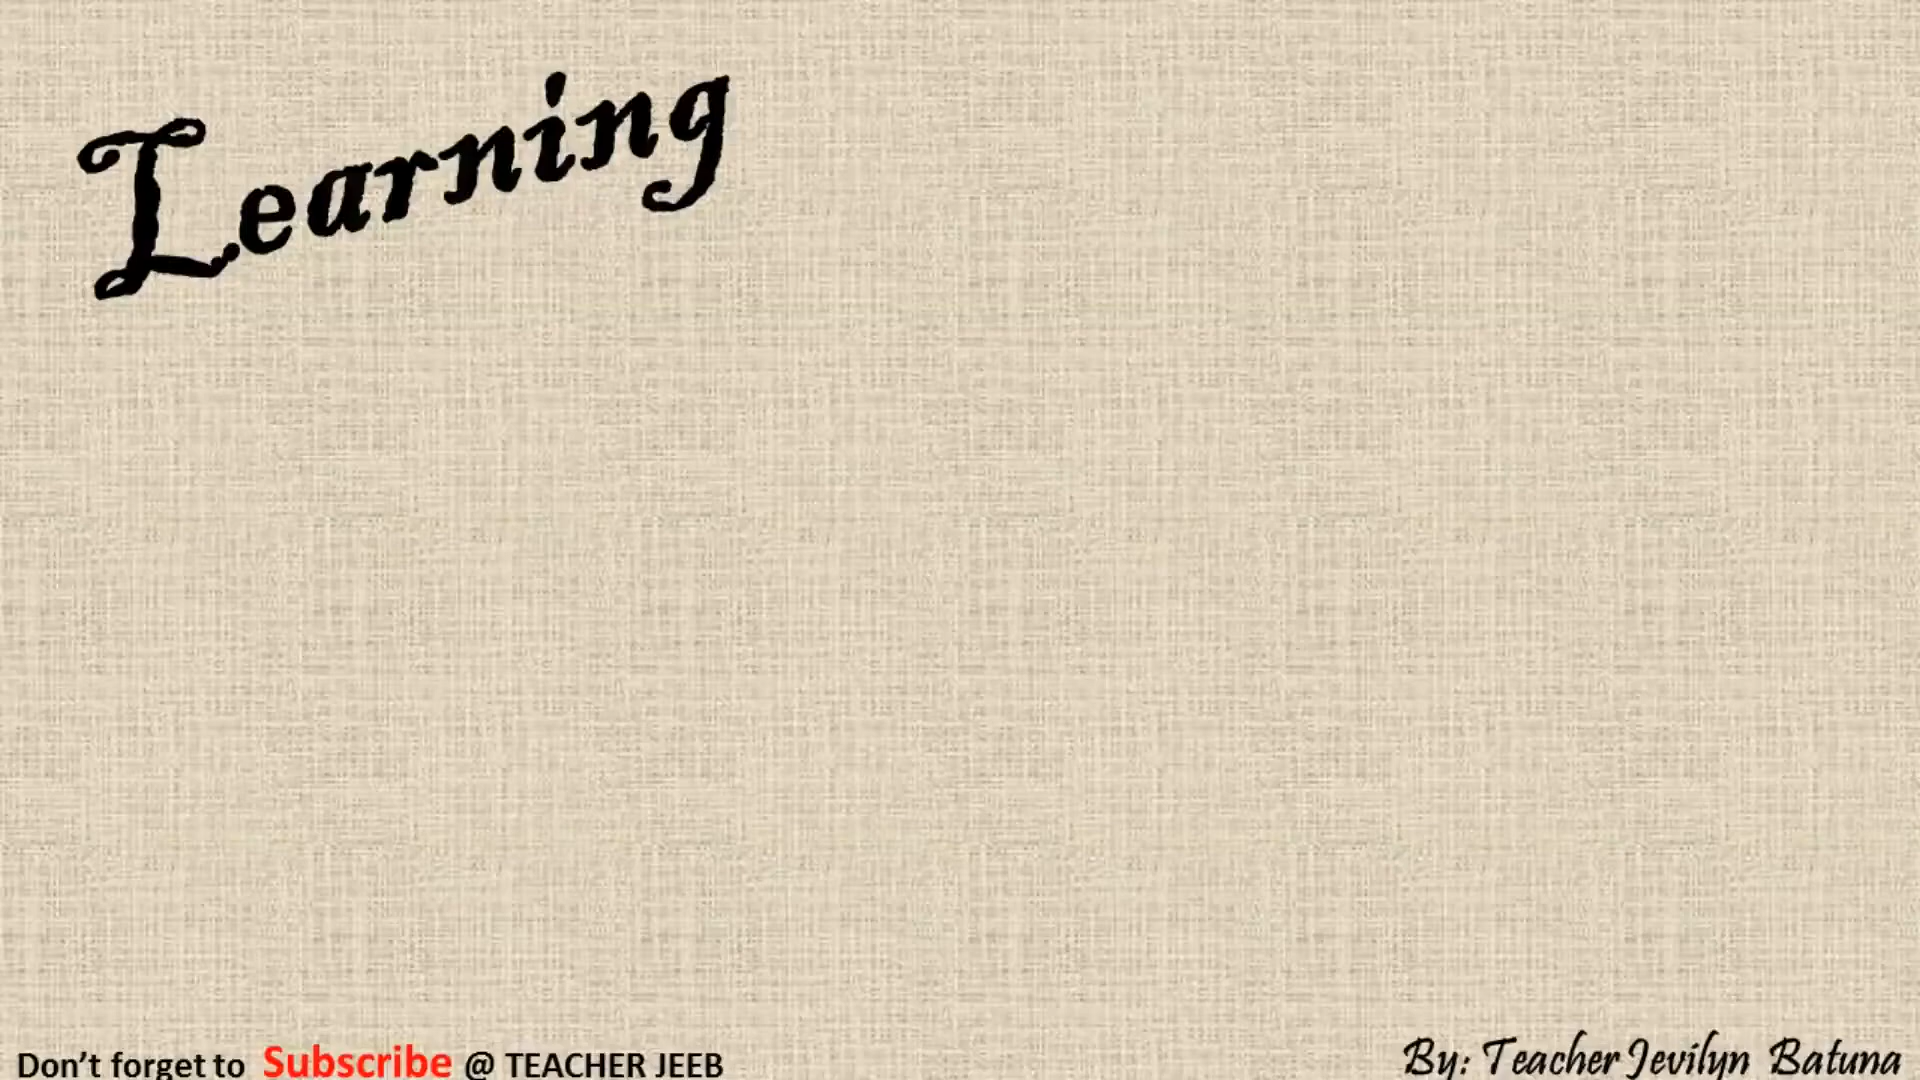 Learning
Don't forget to Subscribe @ TEACHER JEEB
By: Teacher Jevilyn Batuna